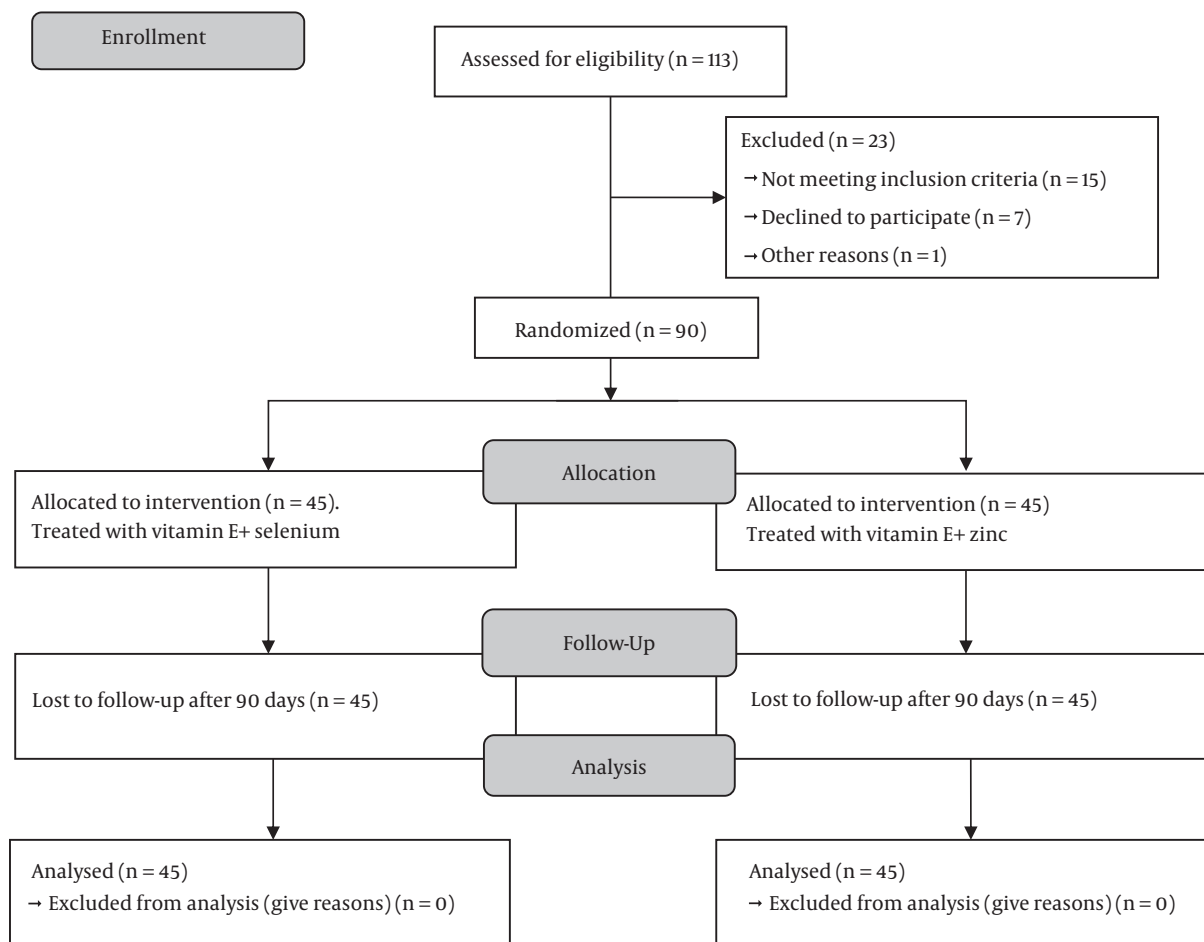 Enrollment
Assessed for eligibility (n = 113)
Excluded (n = 23)
→ Not meeting inclusion criteria (n = 15)
→ Declined to participate (n = 7)
→ Other reasons (n = 1)
Randomized (n = 90)
Allocation
Allocated to intervention (n = 45).
Treated with vitamin E+ selenium
Allocated to intervention (n = 45)
Treated with vitamin E+ zinc
Follow-Up
Lost to follow-up after 90 days (n = 45)
Lost to follow-up after 90 days (n = 45)
Analysis
Analysed (n = 45)
→ Excluded from analysis (give reasons) (n = 0)
Analysed (n = 45)
→ Excluded from analysis (give reasons) (n = 0)